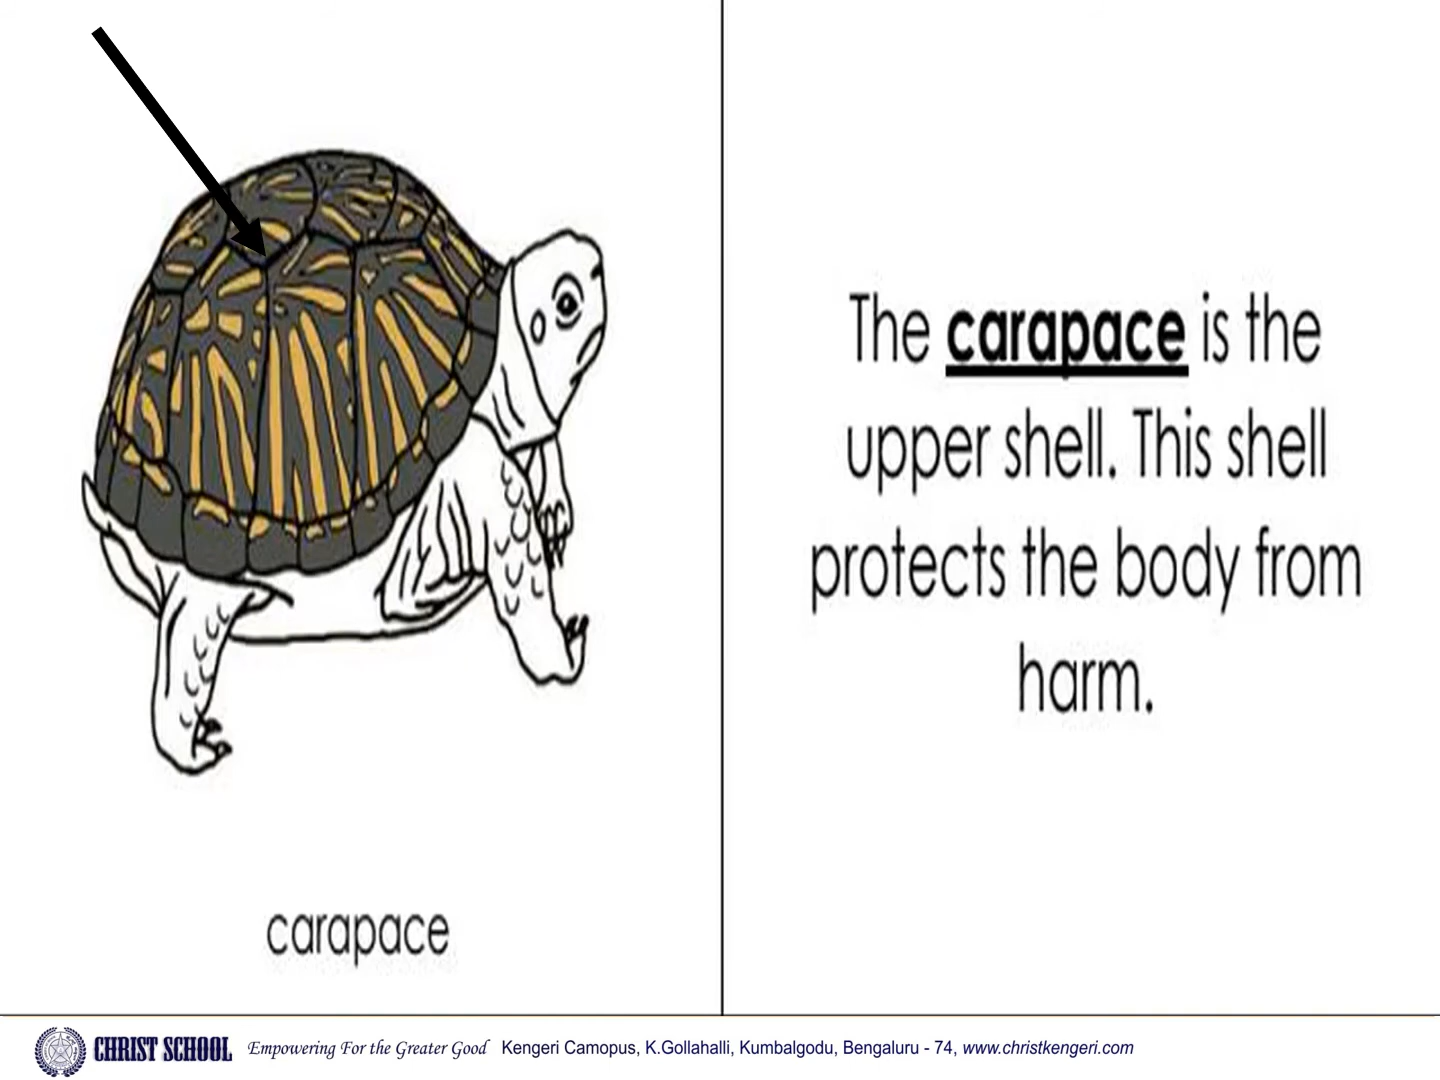 carapace
The carapace is the
upper shell. This shell
protects the body from
harm.
CHRIST SCHOOL Empowering For the Greater Good Kengeri Camopus, K.Gollahalli, Kumbalgodu, Bengaluru - 74, www.christkengeri.com